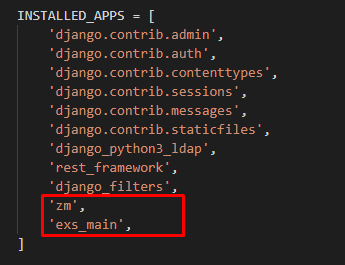 INSTALLED_APPS = [
'django.contrib.admin',
'django.contrib.auth',
'django.contrib.contenttypes',
'django.contrib.sessions',
'django.contrib.messages',
'django.contrib.staticfiles',
'django_python3_ldap',
'rest_framework',
'django_filters',
'zm',
'exs_main',
]